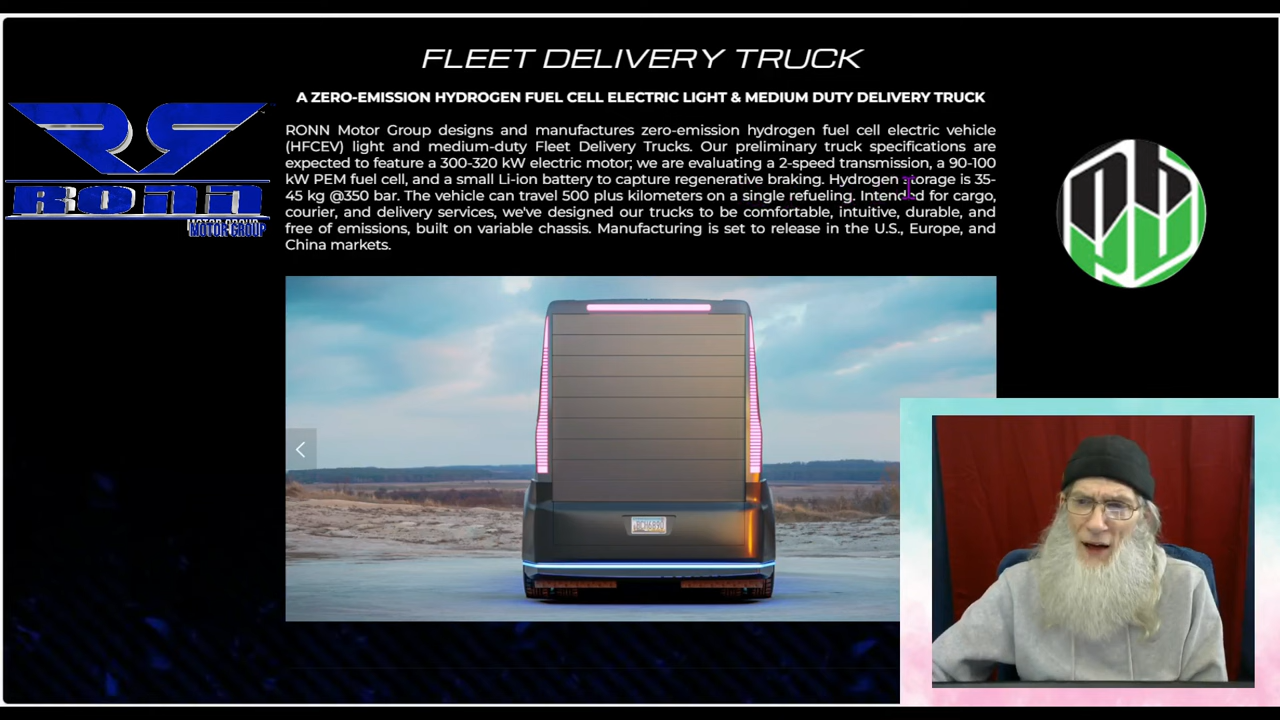 FLEET DELIVERY TRUCK
A ZERO-EMISSION HYDROGEN FUEL CELL ELECTRIC LIGHT & MEDIUM DUTY DELIVERY TRUCK
RONN Motor Group designs and manufactures zero-emission hydrogen fuel cell electric vehicle
(HFCEV) light and medium-duty Fleet Delivery Trucks. Our preliminary truck specifications are
expected to feature a 300-320 kW electric motor; we are evaluating a 2-speed transmission, a 90-100
kW PEM fuel cell, and a small Li-ion battery to capture regenerative braking. Hydrogen storage is 35-
45 kg @350 bar. The vehicle can travel 500 plus kilometers on a single refueling. Intended for cargo,
courier, and delivery services, we've designed our trucks to be comfortable, intuitive, durable, and
free of emissions, built on variable chassis. Manufacturing is set to release in the U.S., Europe, and
China markets.
RONN
MOTOR GROUP